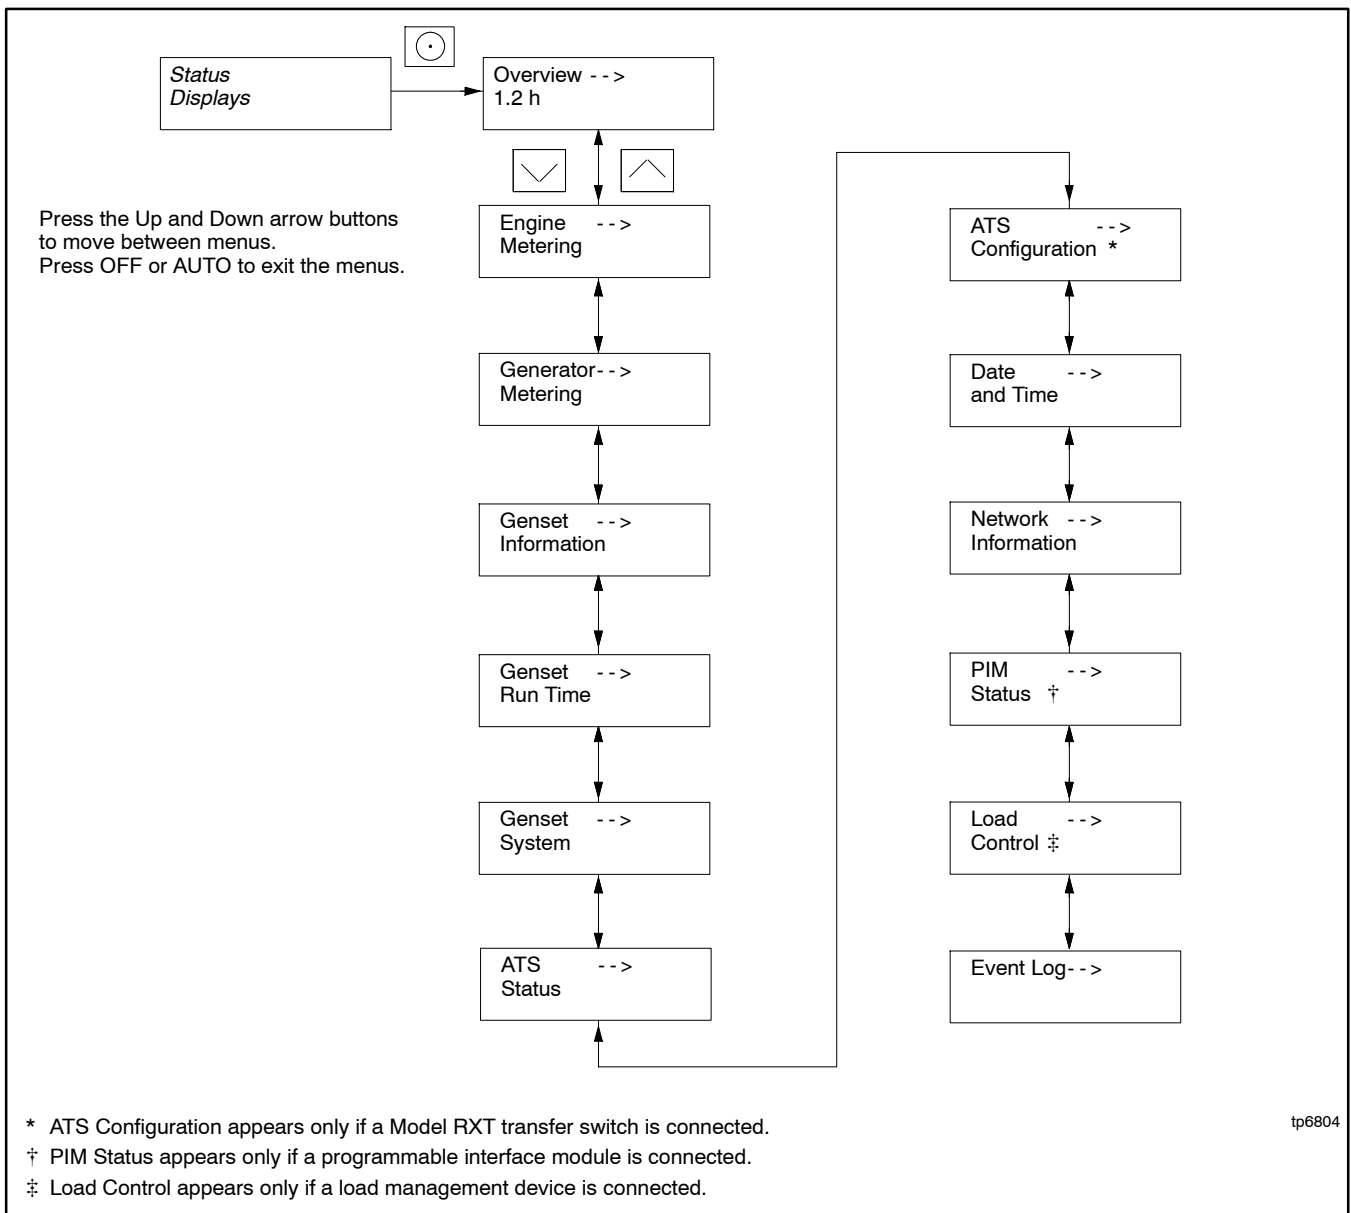 Status
Displays
Overview -->
1.2 h
Press the Up and Down arrow buttons
to move between menus.
Press OFF or AUTO to exit the menus.
Engine -->
Metering
Generator-->
Metering
Genset -->
Information
Genset -->
Run Time
Genset -->
System
ATS -->
Status
ATS -->
Configuration *
Date -->
and Time
Network -->
Information
PIM -->
Status †
Load -->
Control ‡
Event Log-->
* ATS Configuration appears only if a Model RXT transfer switch is connected.
† PIM Status appears only if a programmable interface module is connected.
‡ Load Control appears only if a load management device is connected.
tp6804